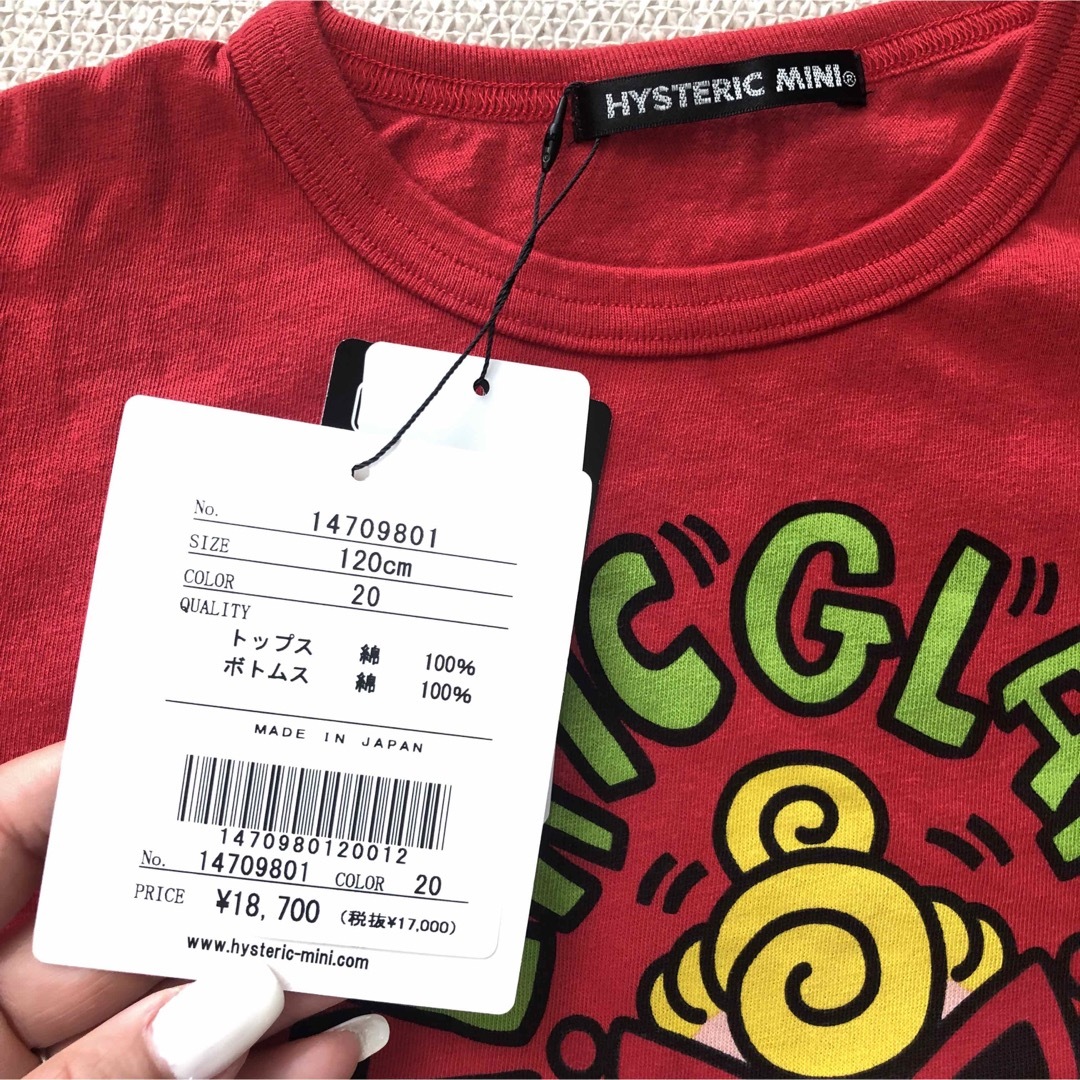 HYSTERIC MINI®
No. 14709801
SIZE 120cm
COLOR 20
QUALITY
トップス 綿 100%
ボトムス 綿 100%
MADE IN JAPAN
1470980120012
No. 14709801 COLOR 20
PRICE ¥18,700 (税抜¥17,000)
www.hysteric-mini.com
IC GLA